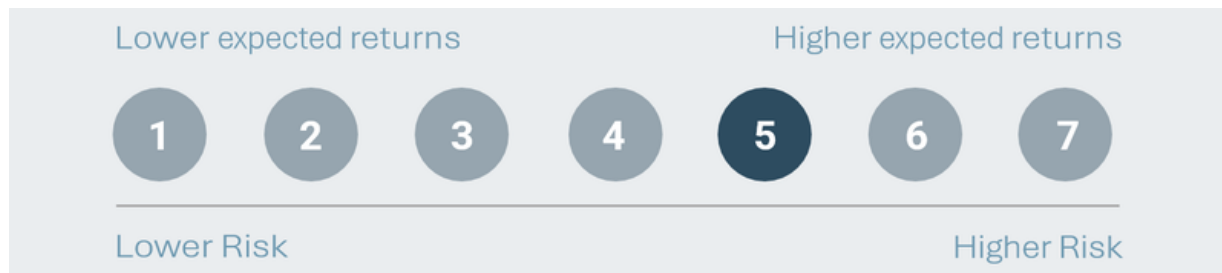 Lower expected returns Higher expected returns
1 2 3 4 5 6 7
Lower Risk Higher Risk